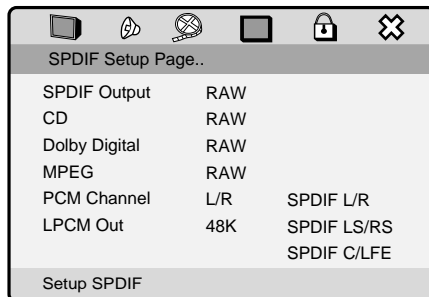 SPDIF Setup Page..
SPDIF Output RAW
CD RAW
Dolby Digital RAW
MPEG RAW
PCM Channel L/R SPDIF L/R
LPCM Out 48K SPDIF LS/RS
SPDIF C/LFE
Setup SPDIF